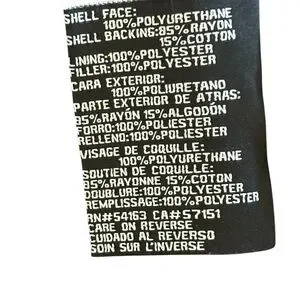 SHELL FACE:
100%POLYURETHANE
SHELL BACKING:85%RAYON
15%COTTON
LINING:100%POLYESTER
FILLER:100%POLYESTER
CARA EXTERIOR:
100%POLIURETANO
PARTE EXTERIOR DE ATRAS:
85%RAYÓN 15%ALGODÓN
FORRO:100%POLIESTER
RELLENO:100%POLIESTER
VISAGE DE COQUILLE:
100%POLYURETHANE
SOUTIEN DE COQUILLE:
85%RAYONNE 15%COTON
DOUBLURE:100%POLYESTER
REMPLISSAGE:100%POLYESTER
RN#54163 CA#57151
CARE ON REVERSE
CUIDADO AL REVERSO
SOIN SUR L'INVERSE